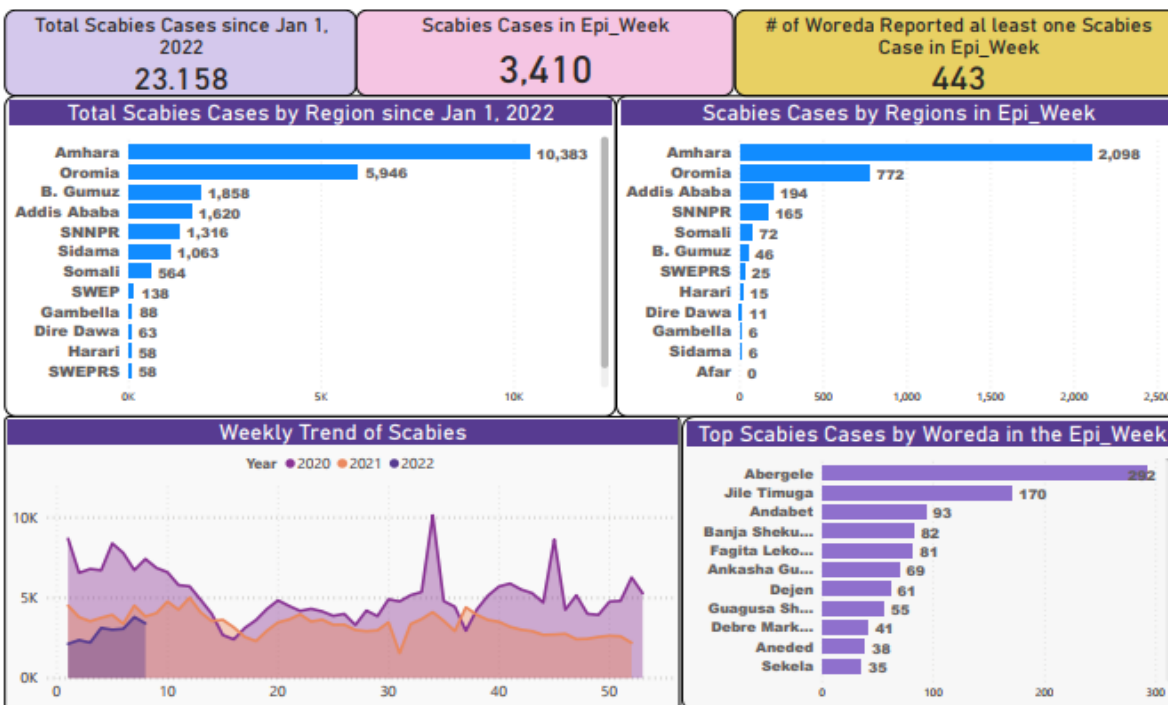 Total Scabies Cases since Jan 1,
2022
23.158
Scabies Cases in Epi_Week
3,410
# of Woreda Reported al least one Scabies
Case in Epi_Week
443
Total Scabies Cases by Region since Jan 1, 2022
Amhara 10,383
Oromia 5,946
B. Gumuz 1,858
Addis Ababa 1,620
SNNPR 1,316
Sidama 1,063
Somali 564
SWEP 138
Gambella 88
Dire Dawa 63
Harari 58
SWEPRS 58
0K 5K 10K
Scabies Cases by Regions in Epi_Week
Amhara 2,098
Oromia 772
Addis Ababa 194
SNNPR 165
Somali 72
B. Gumuz 46
SWEPRS 25
Harari 15
Dire Dawa 11
Gambella 6
Sidama 6
Afar 0
0 500 1,000 1,500 2,000 2,500
Weekly Trend of Scabies
Year 2020 2021 2022
10K
5K
0K
0 10 20 30 40 50
Top Scabies Cases by Woreda in the Epi_Week
Abergele 292
Jile Timuga 170
Andabet 93
Banja Sheku... 82
Fagita Leko... 81
Ankasha Gu... 69
Dejen 61
Guagusa Sh... 55
Debre Mark... 41
Aneded 38
Sekela 35
0 100 200 300